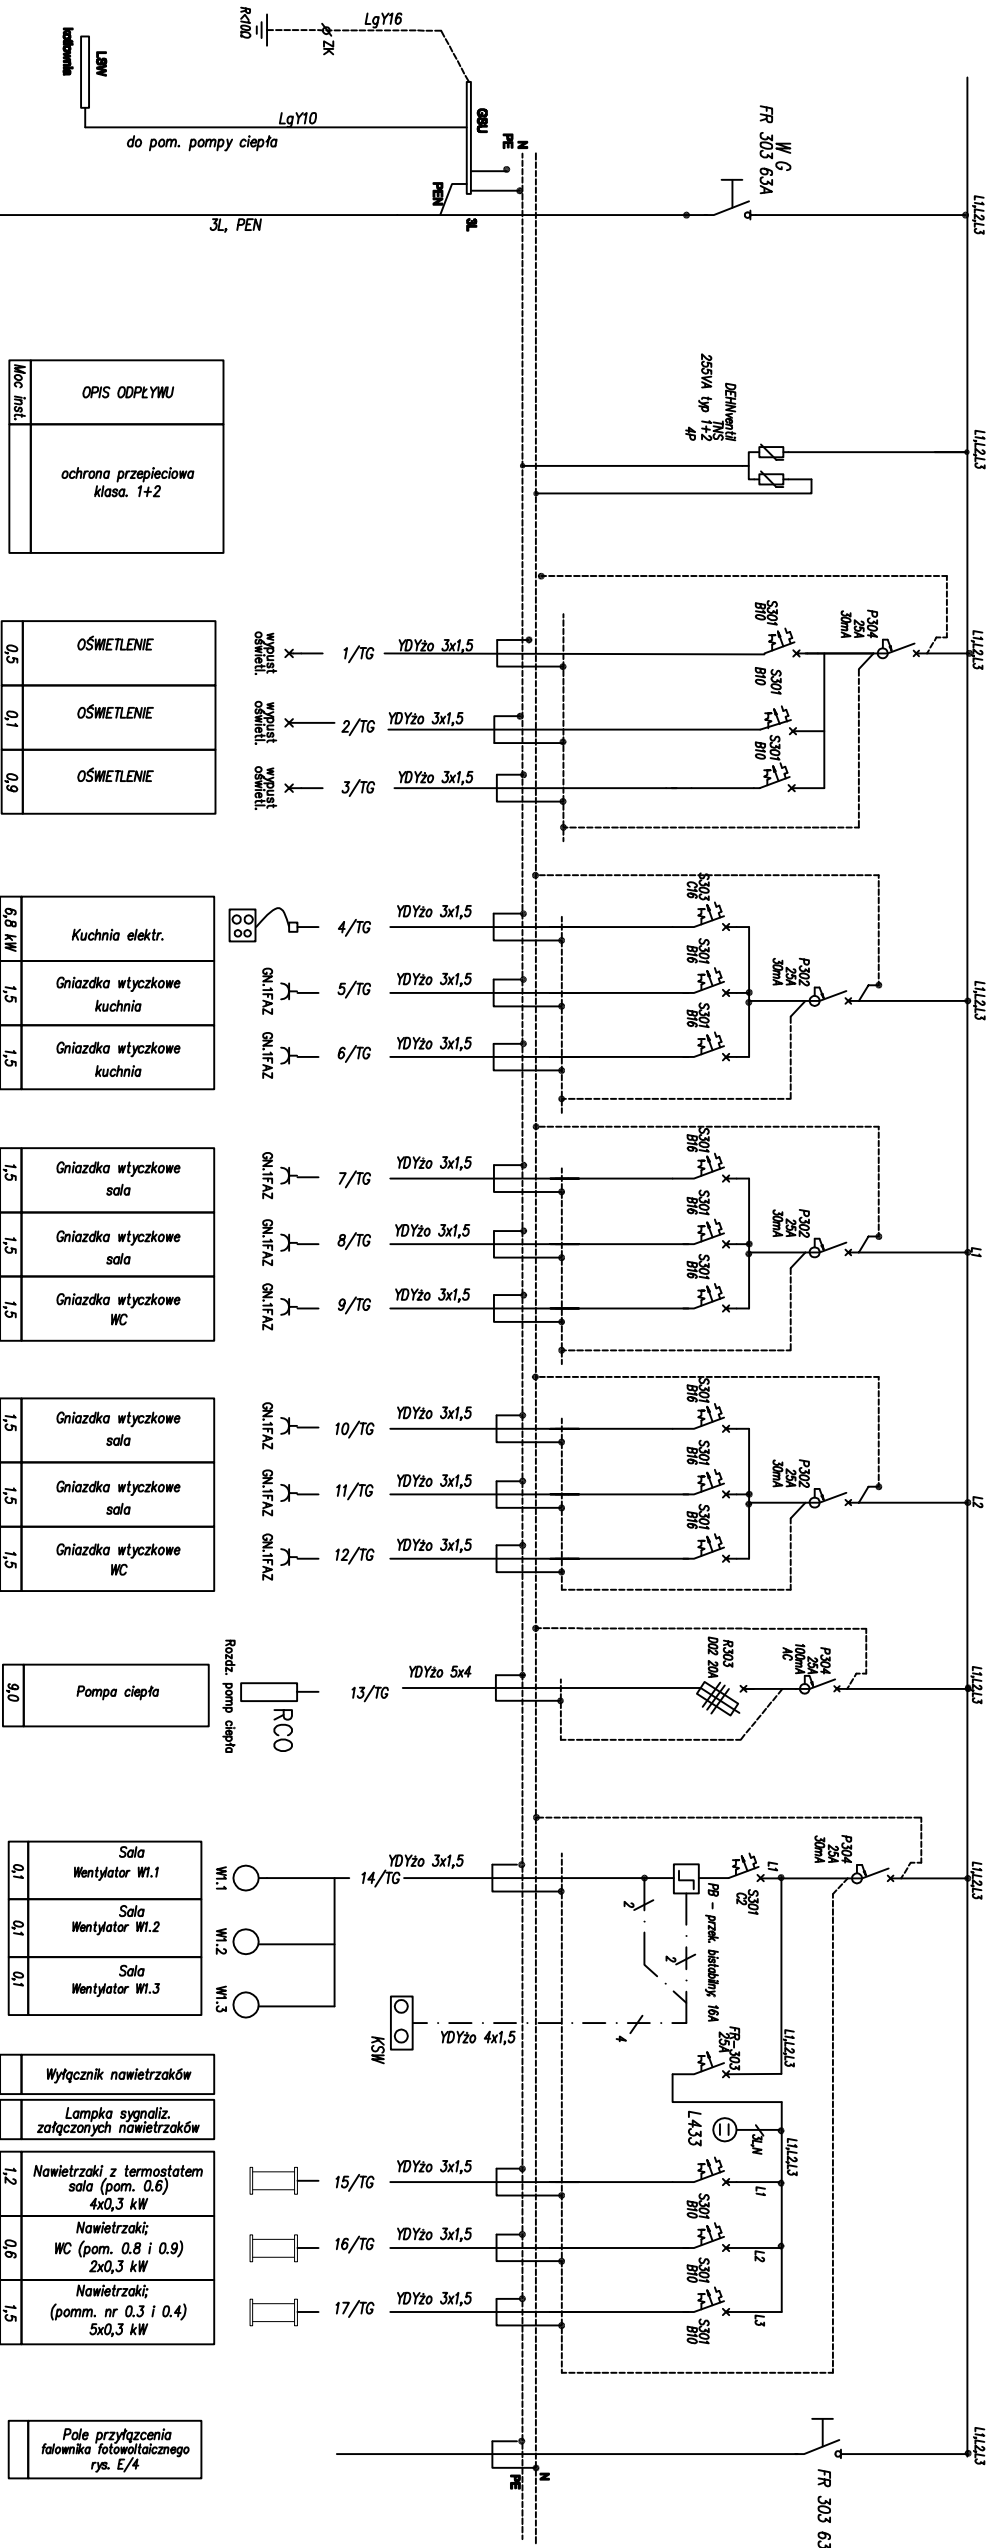 LgY16
R<10Ω
ZK
LSW
kotłownia
LgY10
do pom. pompy ciepła
GSU
PE
N
PEN
3L
3L, PEN
W G
FR 303 63A
L1,L2,L3
OPIS ODPŁYWU
Moc inst.
ochrona przepieciowa
klasa. 1+2
DEHNventil
TNS
255VA typ 1+2
4P
L1,L2,L3
L1,L2,L3
P304
25A
30mA
S301
B10
S301
B10
S301
B10
YDYżo 3x1,5
1/TG
wypust
oświetl.
OŚWIETLENIE
0,5
YDYżo 3x1,5
2/TG
wypust
oświetl.
OŚWIETLENIE
0,1
YDYżo 3x1,5
3/TG
wypust
oświetl.
OŚWIETLENIE
0,9
L1,L2,L3
P302
25A
30mA
S303
C16
S301
B16
S301
B16
YDYżo 3x1,5
4/TG
Kuchnia elektr.
6,8 kW
YDYżo 3x1,5
5/TG
GN.1FAZ
Gniazdka wtyczkowe
kuchnia
1,5
YDYżo 3x1,5
6/TG
GN.1FAZ
Gniazdka wtyczkowe
kuchnia
1,5
L1
P302
25A
30mA
S301
B16
S301
B16
S301
B16
YDYżo 3x1,5
7/TG
GN.1FAZ
Gniazdka wtyczkowe
sala
1,5
YDYżo 3x1,5
8/TG
GN.1FAZ
Gniazdka wtyczkowe
sala
1,5
YDYżo 3x1,5
9/TG
GN.1FAZ
Gniazdka wtyczkowe
WC
1,5
L2
P302
25A
30mA
S301
B16
S301
B16
S301
B16
YDYżo 3x1,5
10/TG
GN.1FAZ
Gniazdka wtyczkowe
sala
1,5
YDYżo 3x1,5
11/TG
GN.1FAZ
Gniazdka wtyczkowe
sala
1,5
YDYżo 3x1,5
12/TG
GN.1FAZ
Gniazdka wtyczkowe
WC
1,5
L1,L2,L3
P304
25A
100mA
AC
R303
D02 20A
YDYżo 5x4
13/TG
RCO
Rozdz. pomp ciepła
Pompa ciepła
9,0
L1,L2,L3
P304
25A
30mA
L1
S301
C2
PB - przek. bistabilny 16A
2
2
4
YDYżo 3x1,5
14/TG
W1.1
Sala
Wentylator W1.1
0,1
W1.2
Sala
Wentylator W1.2
0,1
W1.3
Sala
Wentylator W1.3
0,1
YDYżo 4x1,5
KSW
L1,L2,L3
FR-303
25A
Wyłącznik nawietrzaków
L433
3L,N
L1,L2,L3
Lampka sygnaliz.
załączonych nawietrzaków
L1
S301
B10
YDYżo 3x1,5
15/TG
Nawietrzaki z termostatem
sala (pom. 0.6)
4x0,3 kW
1,2
L2
S301
B10
YDYżo 3x1,5
16/TG
Nawietrzaki;
WC (pom. 0.8 i 0.9)
2x0,3 kW
0,6
L3
S301
B10
YDYżo 3x1,5
17/TG
Nawietrzaki;
(pomm. nr 0.3 i 0.4)
5x0,3 kW
1,5
L1,L2,L3
FR 303 63
N
PE
Pole przyłązcenia
falownika fotowoltaicznego
rys. E/4